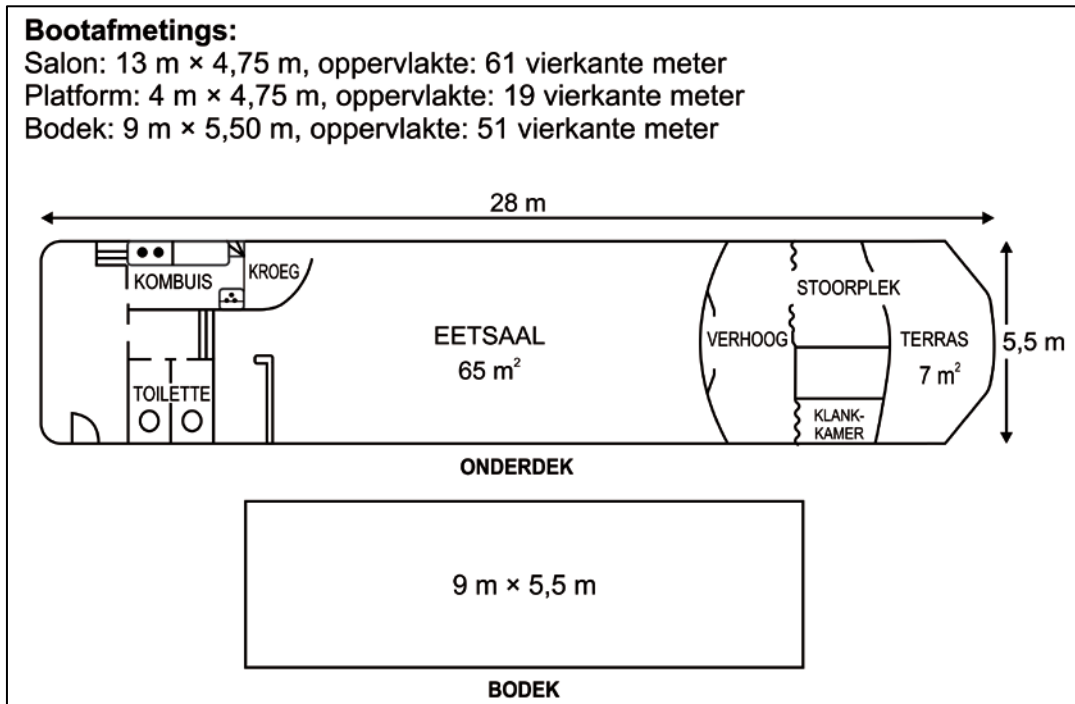 Bootafmetings:
Salon: 13 m × 4,75 m, oppervlakte: 61 vierkante meter
Platform: 4 m × 4,75 m, oppervlakte: 19 vierkante meter
Bodek: 9 m × 5,50 m, oppervlakte: 51 vierkante meter
28 m
KOMBUIS
KROEG
TOILETTE
EETSAAL
65 m²
VERHOOG
STOORPLEK
KLANK-
KAMER
TERRAS
7 m²
5,5 m
ONDERDEK
9 m × 5,5 m
BODEK